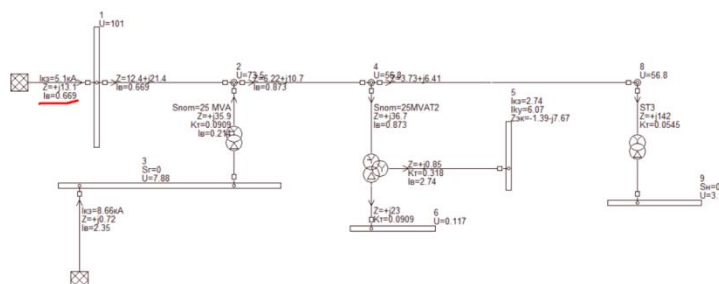 1
U=101
Iкз=5.1кА
Z=+j13.1
Iв=0.669
Z=12.4+j21.4
Iв=0.669
2
U=73.5
Z=6.22+j10.7
Iв=0.873
4
U=56.8
Z=3.73+j6.41
8
U=56.8
Snom=25 MVA
Z=+j35.9
Kт=0.0909
Iв=0.214
Snom=25MVAT2
Z=+j36.7
Iв=0.873
5
Iкз=2.74
Iку=6.07
Zэк=-1.39-j7.67
ST3
Z=+j142
Kт=0.0545
3
Sг=0
U=7.88
Z=+j0.85
Kт=0.318
Iв=2.74
9
Sн=0
U=3.
Iкз=8.66кА
Z=+j0.72
Iв=2.35
Z=+j23
Kт=0.0909
6
U=0.117